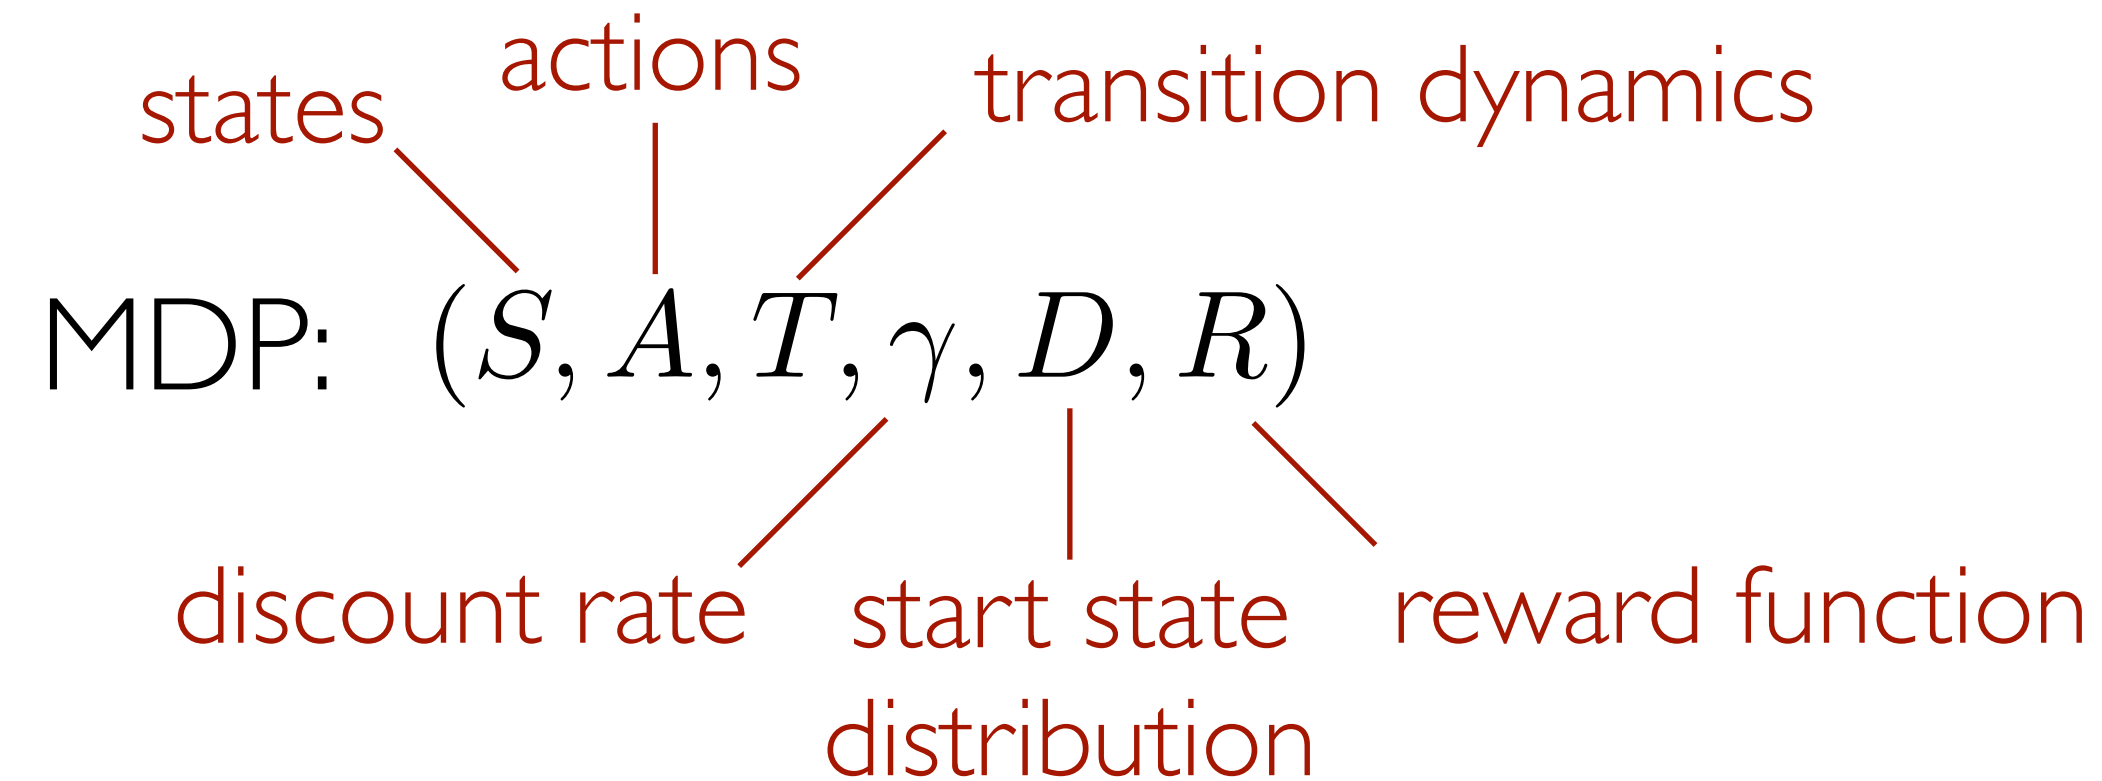 actions
states
transition dynamics
MDP: (S, A, T, γ, D, R)
discount rate
start state
distribution
reward function